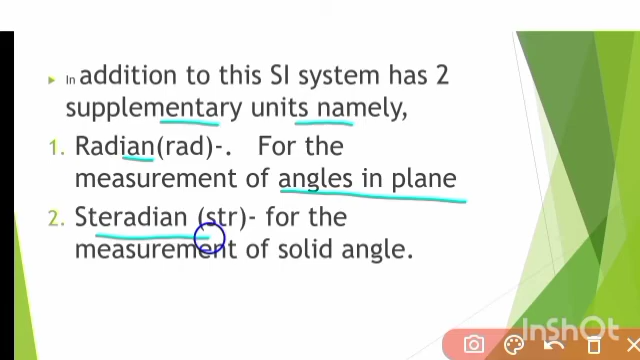 In addition to this SI system has 2
supplementary units namely,
1. Radian(rad)-. For the
measurement of angles in plane
2. Steradian (str)- for the
measurement of solid angle.
InShOt